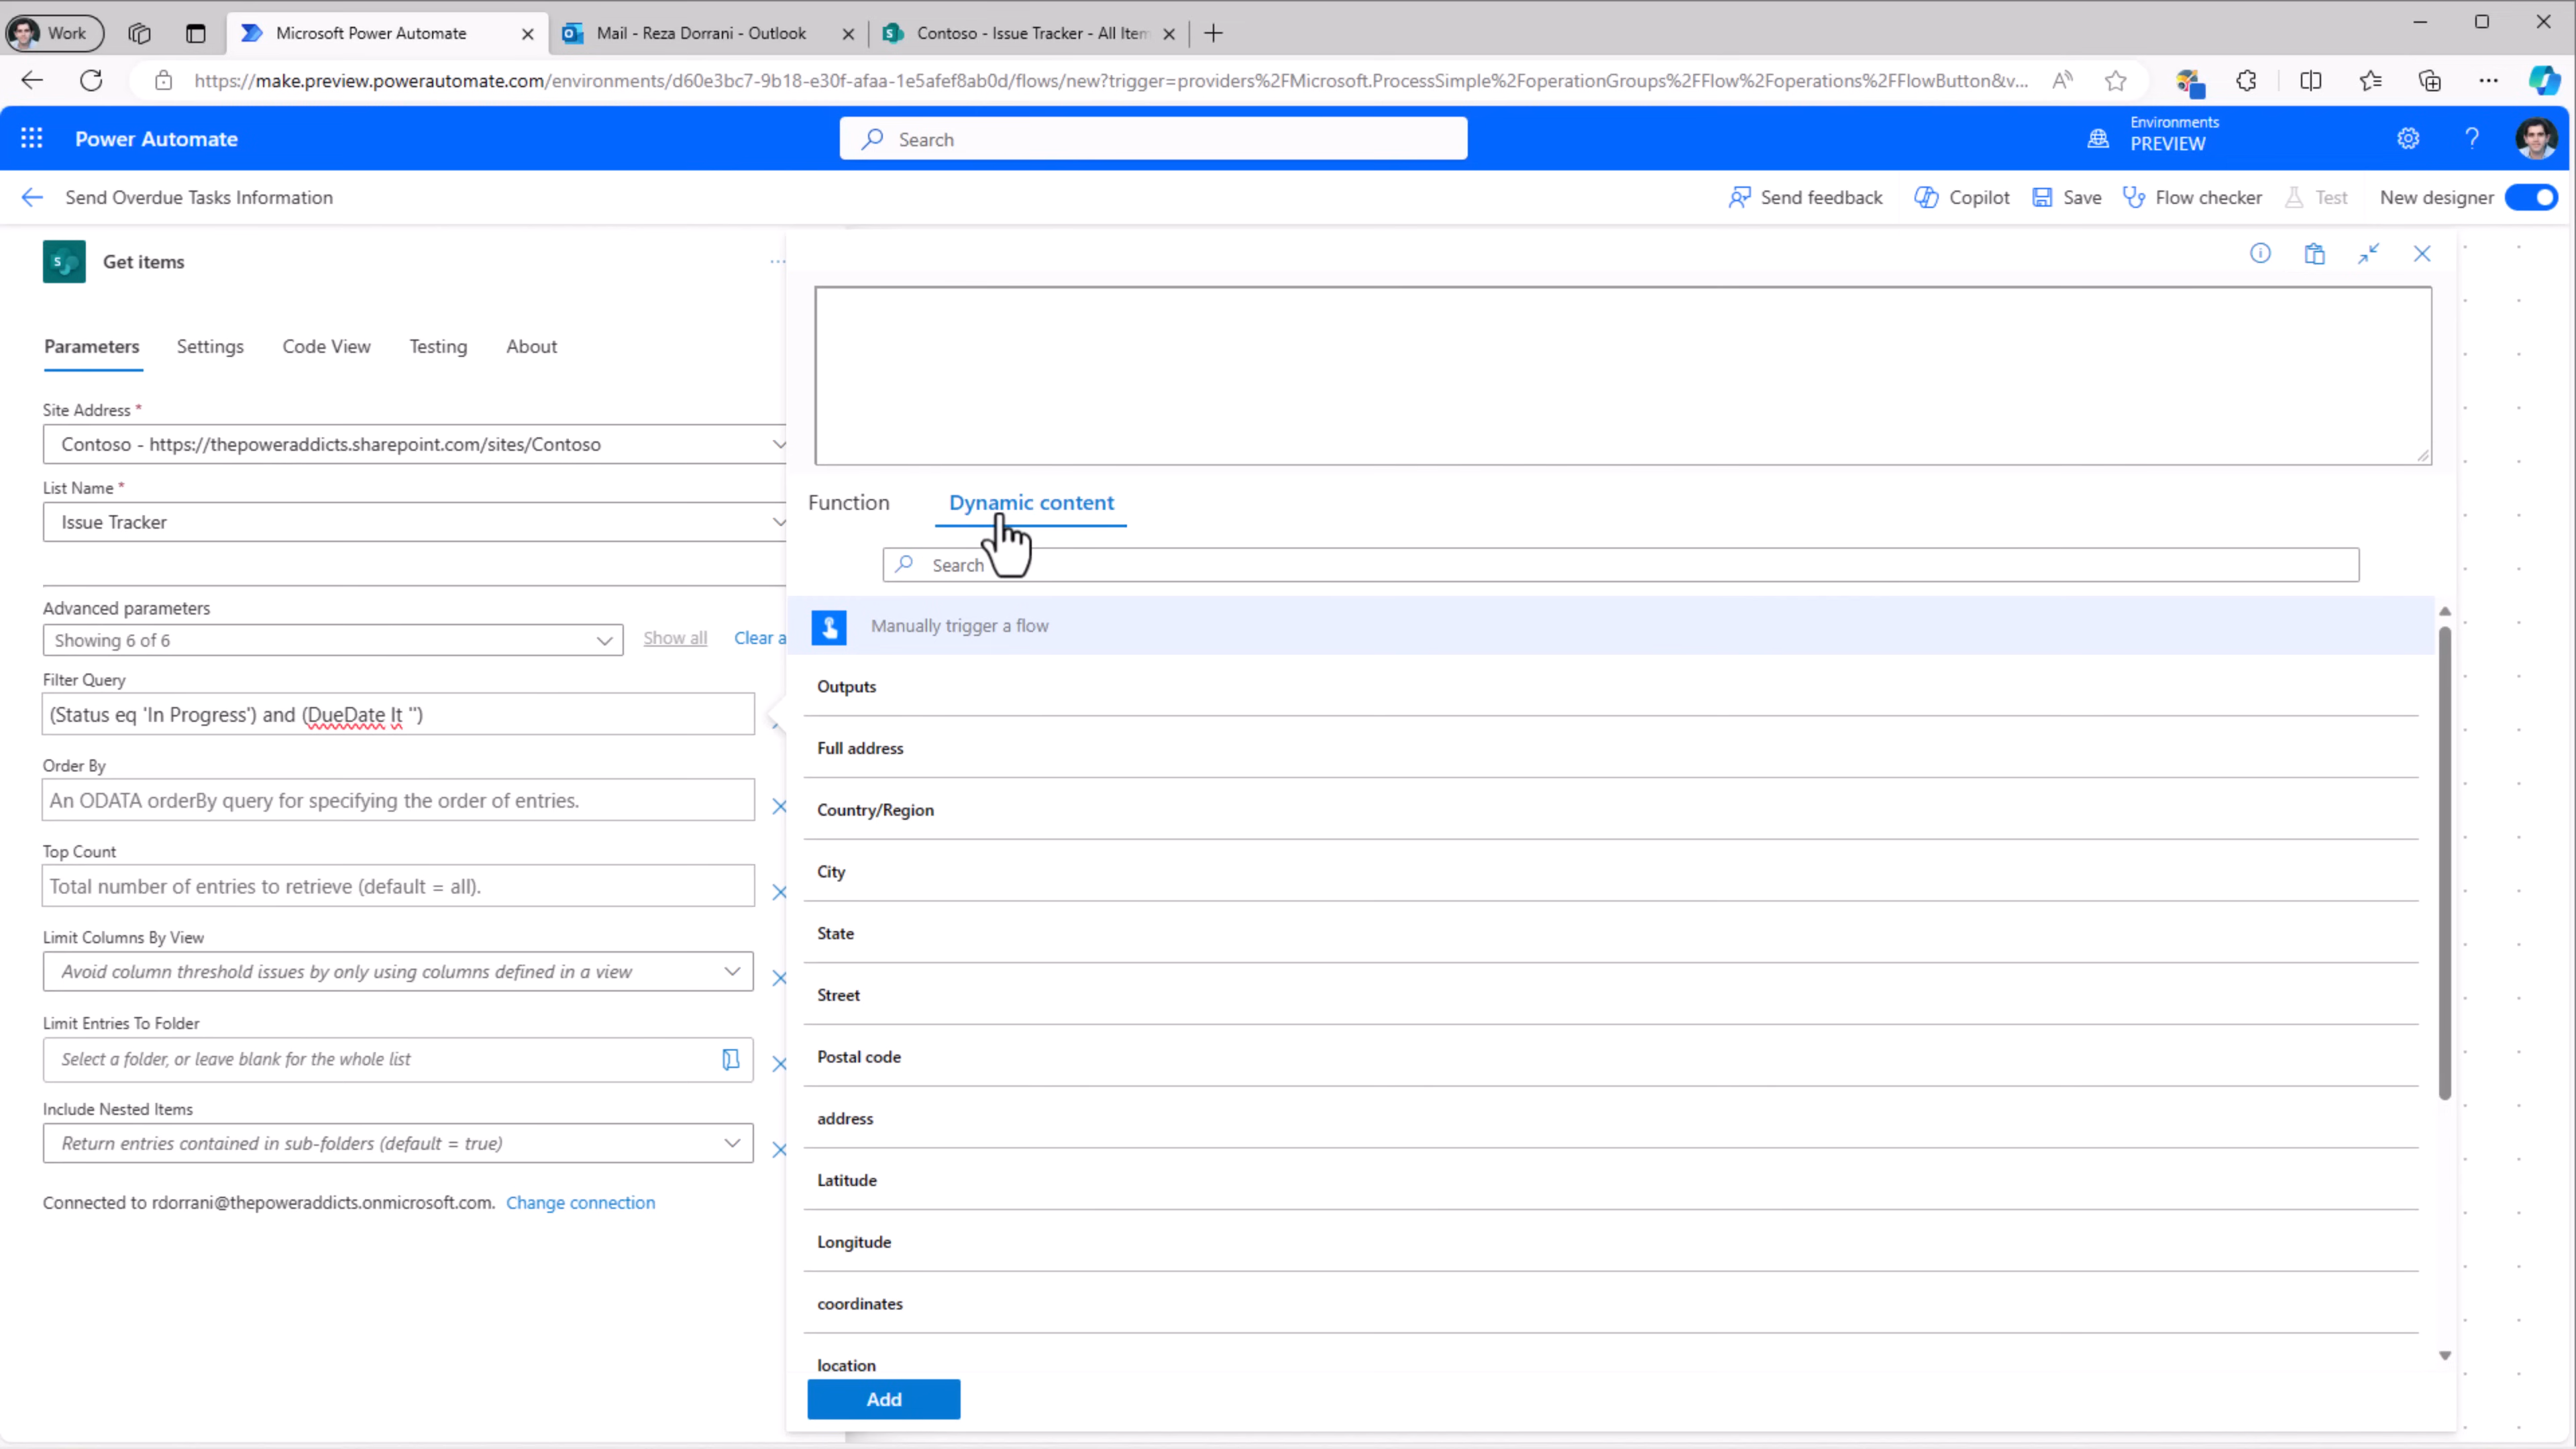 Work
Microsoft Power Automate
Mail - Reza Dorrani - Outlook
Contoso - Issue Tracker - All Item
https://make.preview.powerautomate.com/environments/d60e3bc7-9b18-e30f-afaa-1e5afef8ab0d/flows/new?trigger=providers%2FMicrosoft.ProcessSimple%2FoperationGroups%2FFlow%2Foperations%2FFlowButton&v...
Power Automate
Search
Environments
PREVIEW
Send Overdue Tasks Information
Send feedback
Copilot
Save
Flow checker
Test
New designer
Get items
Parameters
Settings
Code View
Testing
About
Site Address *
Contoso - https://thepoweraddicts.sharepoint.com/sites/Contoso
List Name *
Issue Tracker
Advanced parameters
Showing 6 of 6
Show all
Clear a
Filter Query
(Status eq 'In Progress') and (DueDate lt '')
Order By
An ODATA orderBy query for specifying the order of entries.
Top Count
Total number of entries to retrieve (default = all).
Limit Columns By View
Avoid column threshold issues by only using columns defined in a view
Limit Entries To Folder
Select a folder, or leave blank for the whole list
Include Nested Items
Return entries contained in sub-folders (default = true)
Connected to rdorrani@thepoweraddicts.onmicrosoft.com. Change connection
Function
Dynamic content
Search
Manually trigger a flow
Outputs
Full address
Country/Region
City
State
Street
Postal code
address
Latitude
Longitude
coordinates
location
Add